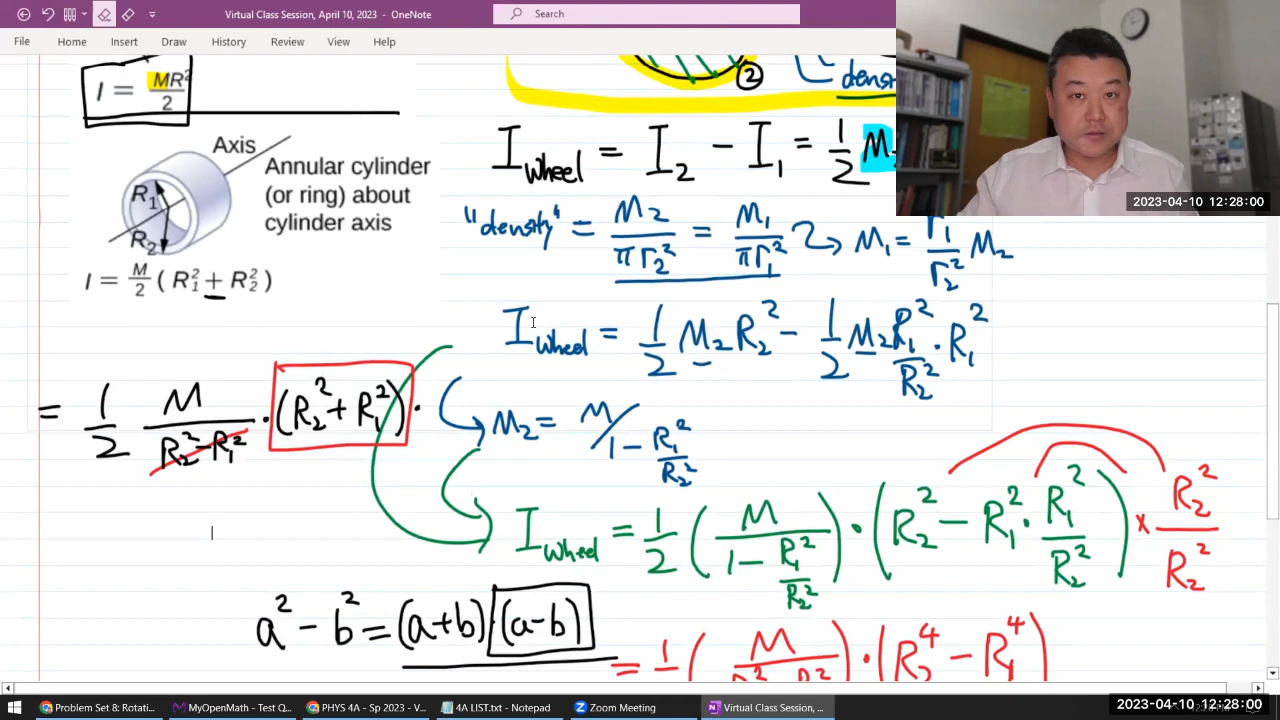 Virtual Class Session, April 10, 2023 - OneNote
Search
File Home Insert Draw History Review View Help
I = MR²/2
Axis
Annular cylinder
(or ring) about
cylinder axis
R₁
R₂
I = M/2 ( R₁² + R₂² )
②
I_wheel = I₂ - I₁ = 1/2 M
"density" = M₂/πr₂² = M₁/πr₁² → M₁ = r₁²/r₂² M₂
I_wheel = 1/2 M₂R₂² - 1/2 M₂ R₁²/R₂² · R₁²
= 1/2 M/(R₂²-R₁²) · (R₂² + R₁²) ·
M₂ = M/(1 - R₁²/R₂²)
I_wheel = 1/2 (M/(1 - R₁²/R₂²)) · (R₂² - R₁² · R₁²/R₂²) × R₂²/R₂²
a² - b² = (a+b)(a-b)
= 1/2 (M/(R₂² - R₁²)) · (R₂⁴ - R₁⁴)
2023-04-10 12:28:00
Problem Set 8: Rotati... MyOpenMath - Test Q... PHYS 4A - Sp 2023 - V... 4A LIST.txt - Notepad Zoom Meeting Virtual Class Session,...
2023-04-10 12:28:00